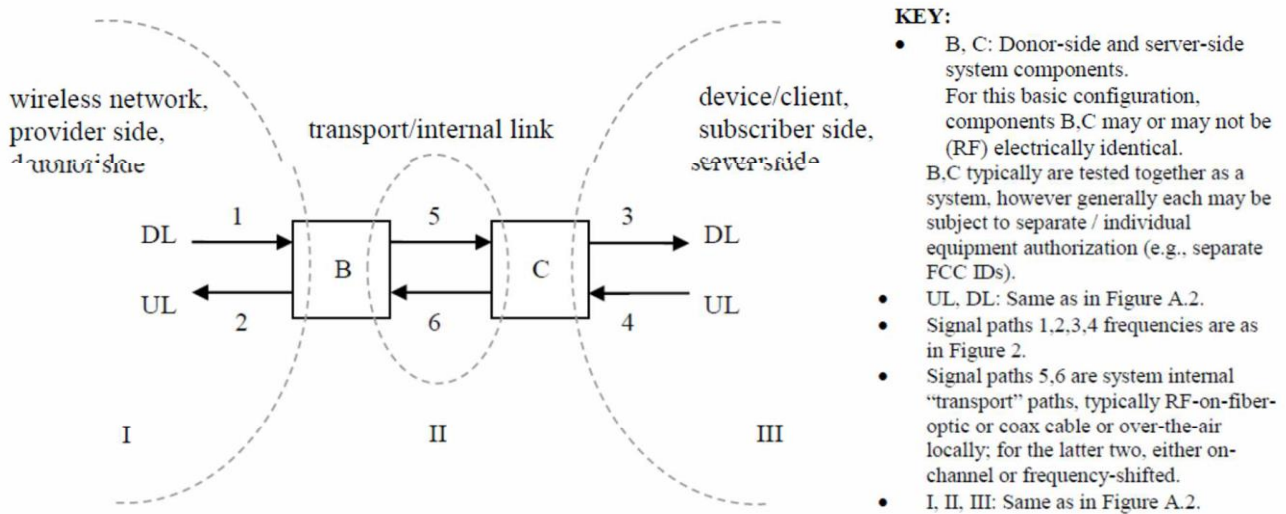 wireless network,
provider side,
transport/internal link
device/client,
subscriber side,
DL
1
5
3
DL
B
C
UL
2
6
4
UL
I
II
III
KEY:
• B, C: Donor-side and server-side
system components.
For this basic configuration,
components B,C may or may not be
(RF) electrically identical.
B,C typically are tested together as a
system, however generally each may be
subject to separate / individual
equipment authorization (e.g., separate
FCC IDs).
• UL, DL: Same as in Figure A.2.
• Signal paths 1,2,3,4 frequencies are as
in Figure 2.
• Signal paths 5,6 are system internal
“transport” paths, typically RF-on-fiber-
optic or coax cable or over-the-air
locally; for the latter two, either on-
channel or frequency-shifted.
• I, II, III: Same as in Figure A.2.